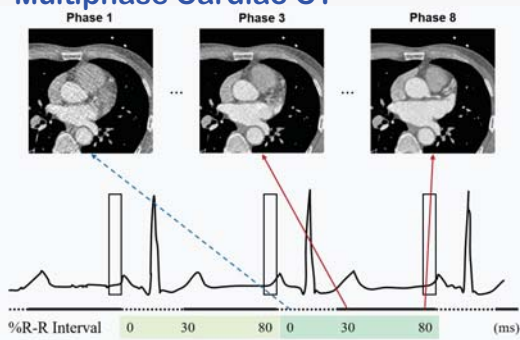 Multiphase Cardiac CT
Phase 1 Phase 3 Phase 8
... ...
%R-R Interval 0 30 80 0 30 80 (ms)